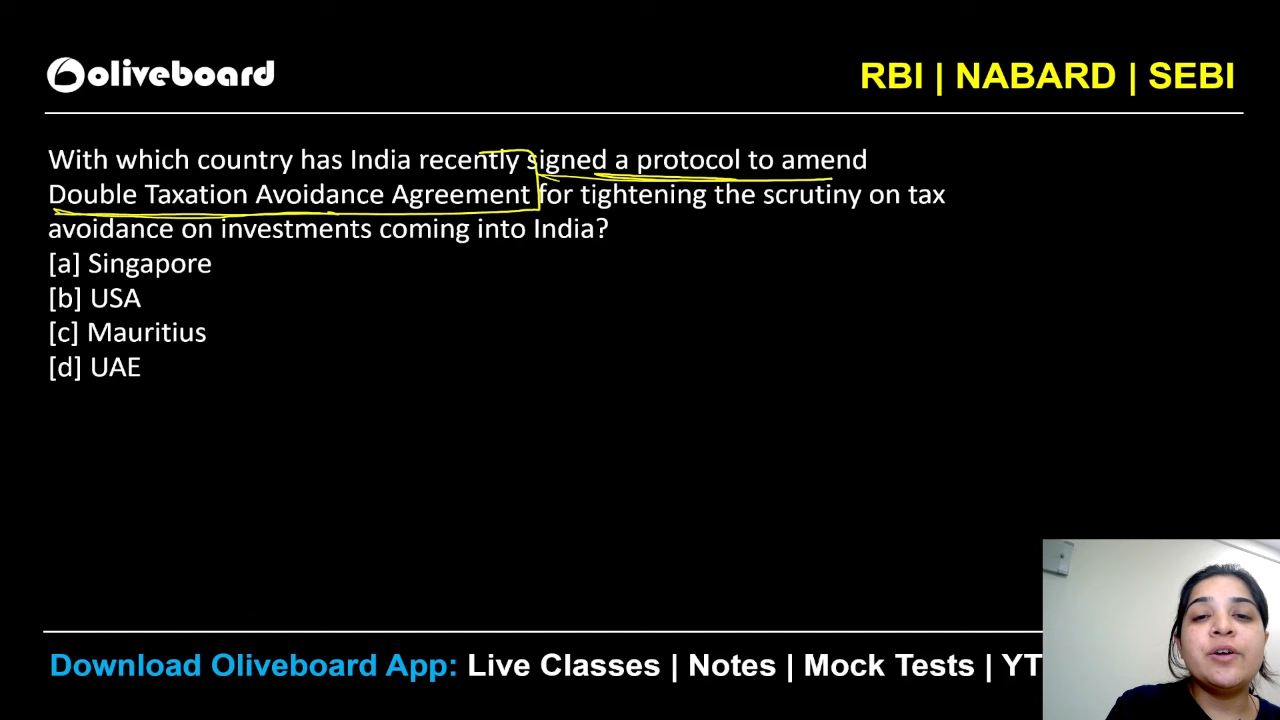 oliveboard
RBI | NABARD | SEBI
With which country has India recently signed a protocol to amend
Double Taxation Avoidance Agreement for tightening the scrutiny on tax
avoidance on investments coming into India?
[a] Singapore
[b] USA
[c] Mauritius
[d] UAE
Download Oliveboard App: Live Classes | Notes | Mock Tests | YT